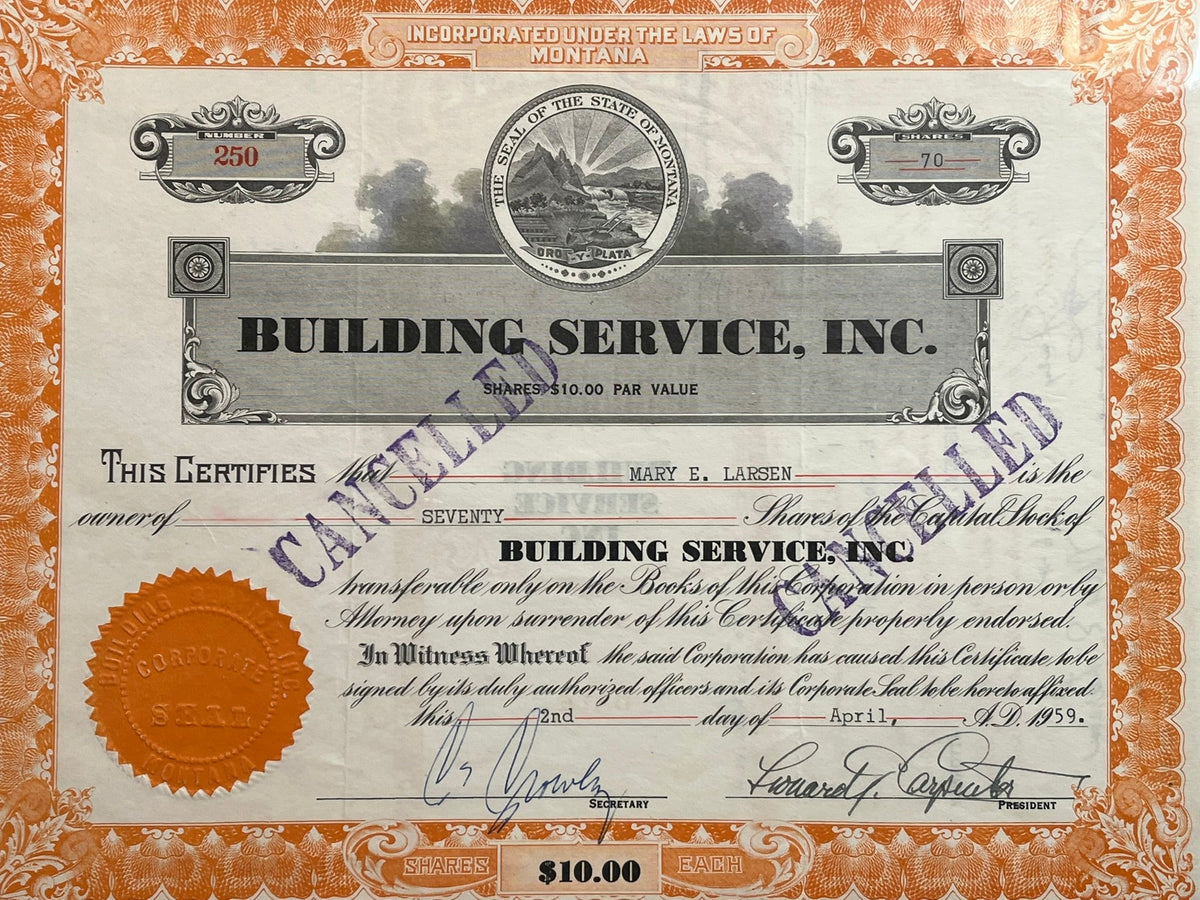 INCORPORATED UNDER THE LAWS OF
MONTANA
NUMBER
250
THE SEAL OF THE STATE OF MONTANA
ORO Y PLATA
SHARES
70
BUILDING SERVICE, INC.
SHARES $10.00 PAR VALUE
CANCELLED
CANCELLED
THIS CERTIFIES that MARY E. LARSEN is the
owner of SEVENTY Shares of the Capital Stock of
BUILDING SERVICE, INC.
transferable only on the Books of this Corporation in person or by
Attorney upon surrender of this Certificate properly endorsed.
In Witness Whereof the said Corporation has caused this Certificate to be
signed by its duly authorized officers and its Corporate Seal to be hereto affixed
this 2nd day of April, A.D. 1959.
BUILDING INC.
CORPORATE
SEAL
MONTANA
Leonard J. Carpenter
SECRETARY
PRESIDENT
SHARES $10.00 EACH